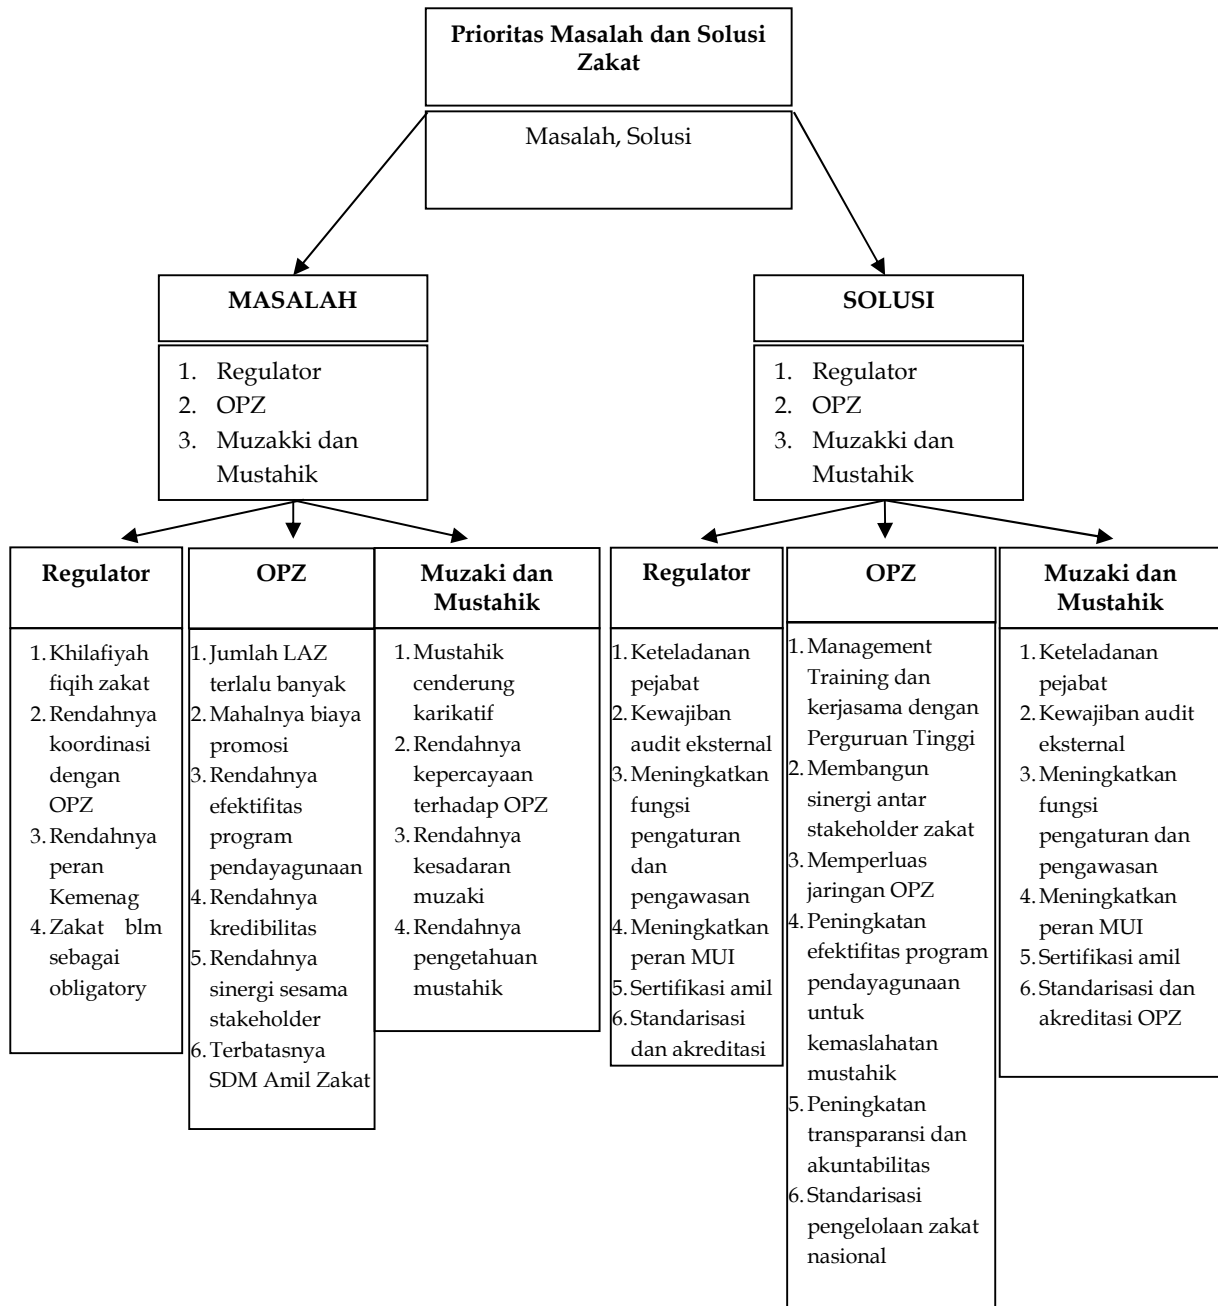 Prioritas Masalah dan Solusi
Zakat
Masalah, Solusi
MASALAH
1. Regulator
2. OPZ
3. Muzakki dan
Mustahik
SOLUSI
1. Regulator
2. OPZ
3. Muzakki dan
Mustahik
Regulator
1. Khilafiyah
fiqih zakat
2. Rendahnya
koordinasi
dengan
OPZ
3. Rendahnya
peran
Kemenag
4. Zakat blm
sebagai
obligatory
OPZ
1. Jumlah LAZ
terlalu banyak
2. Mahalnya biaya
promosi
3. Rendahnya
efektifitas
program
pendayagunaan
4. Rendahnya
kredibilitas
5. Rendahnya
sinergi sesama
stakeholder
6. Terbatasnya
SDM Amil Zakat
Muzaki dan
Mustahik
1. Mustahik
cenderung
karikatif
2. Rendahnya
kepercayaan
terhadap OPZ
3. Rendahnya
kesadaran
muzaki
4. Rendahnya
pengetahuan
mustahik
Regulator
1. Keteladanan
pejabat
2. Kewajiban
audit eksternal
3. Meningkatkan
fungsi
pengaturan
dan
pengawasan
4. Meningkatkan
peran MUI
5. Sertifikasi amil
6. Standarisasi
dan akreditasi
OPZ
1. Management
Training dan
kerjasama dengan
Perguruan Tinggi
2. Membangun
sinergi antar
stakeholder zakat
3. Memperluas
jaringan OPZ
4. Peningkatan
efektifitas program
pendayagunaan
untuk
kemaslahatan
mustahik
5. Peningkatan
transparansi dan
akuntabilitas
6. Standarisasi
pengelolaan zakat
nasional
Muzaki dan
Mustahik
1. Keteladanan
pejabat
2. Kewajiban audit
eksternal
3. Meningkatkan
fungsi
pengaturan dan
pengawasan
4. Meningkatkan
peran MUI
5. Sertifikasi amil
6. Standarisasi dan
akreditasi OPZ